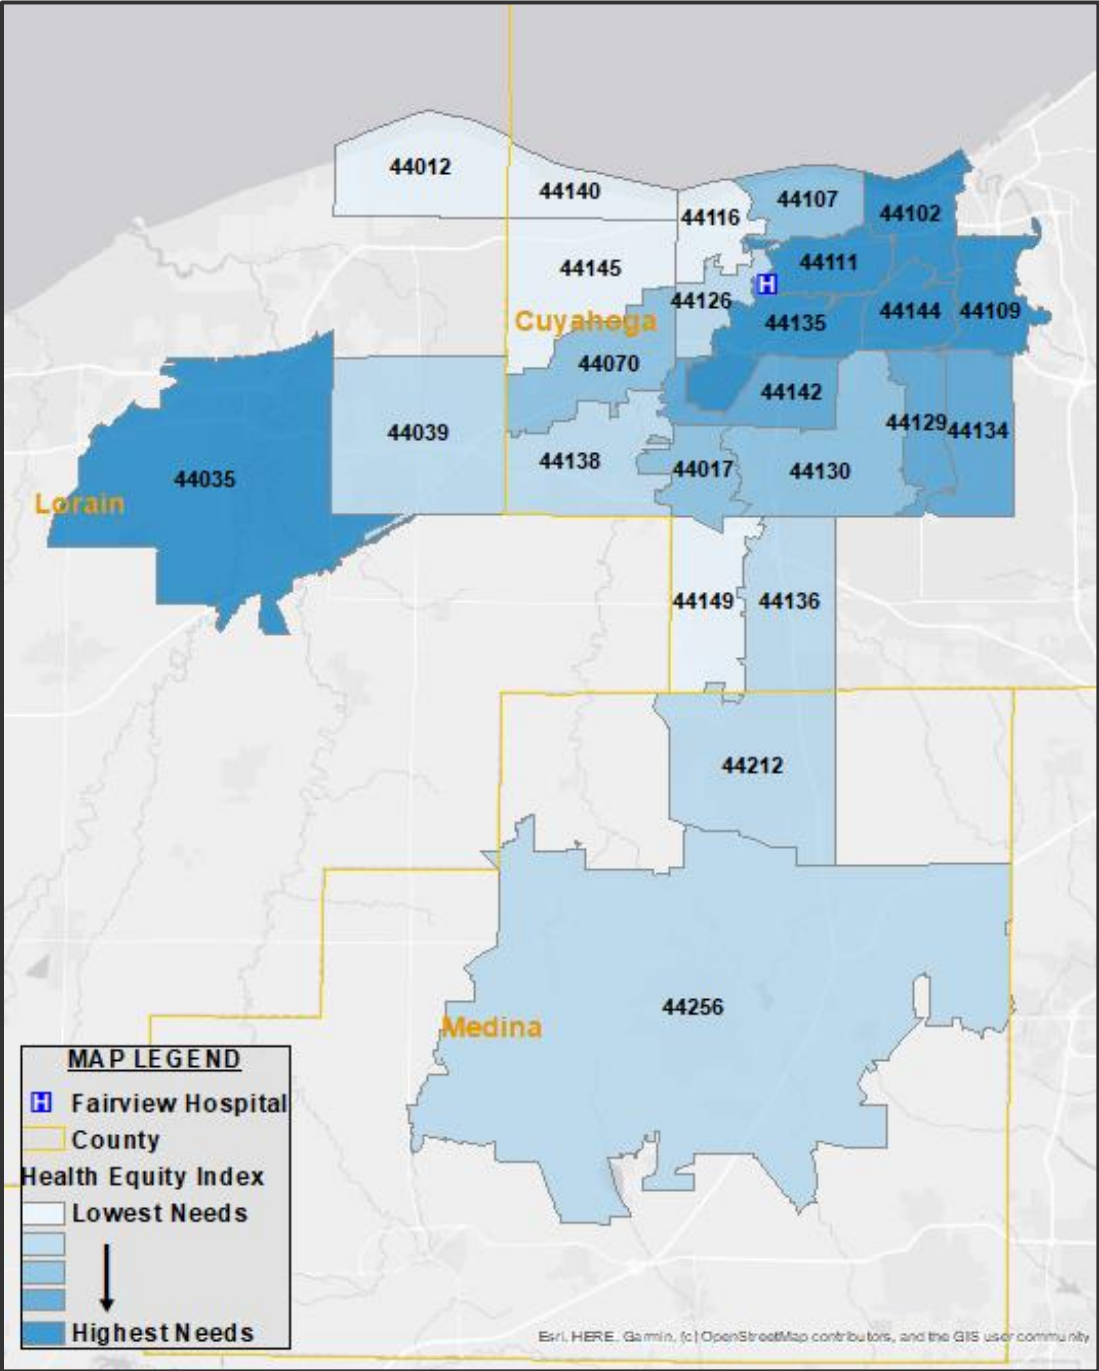 44012
44140
44116
44107
44102
44145
44111
44126
44135
44144
44109
Cuyahoga
44070
44142
44039
44138
44017
44130
44129
44134
44035
Lorain
44149
44136
44212
44256
Medina
MAP LEGEND
H Fairview Hospital
County
Health Equity Index
Lowest Needs
Highest Needs
H
Esri, HERE, Garmin, (c) OpenStreetMap contributors, and the GIS user community